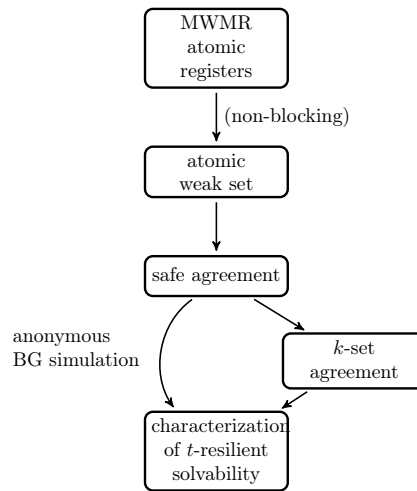 MWMR
atomic
registers
(non-blocking)
atomic
weak set
safe agreement
anonymous
BG simulation
k-set
agreement
characterization
of t-resilient
solvability